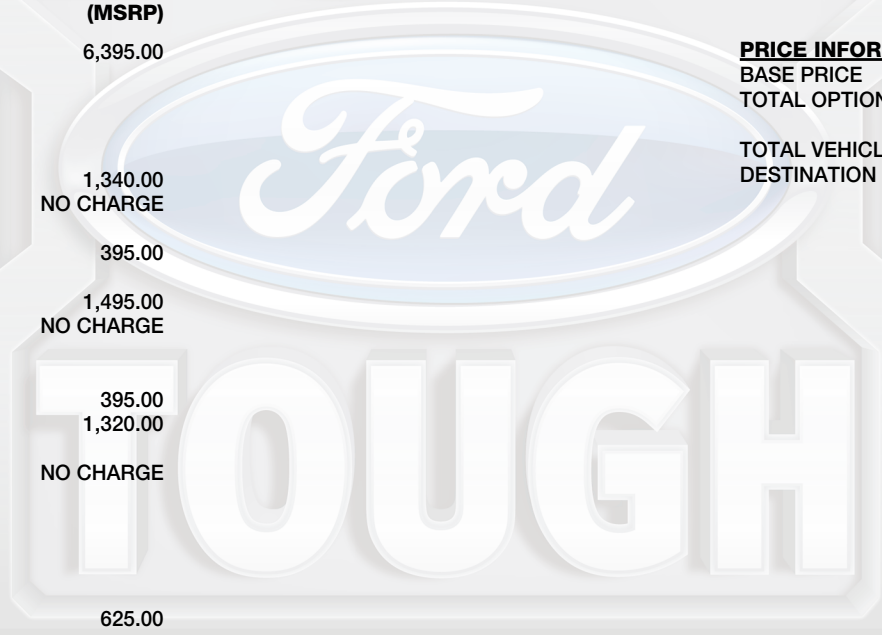 (MSRP)
6,395.00
1,340.00
NO CHARGE
395.00
1,495.00
NO CHARGE
395.00
1,320.00
NO CHARGE
625.00
PRICE INFOR
BASE PRICE
TOTAL OPTION
TOTAL VEHICL
DESTINATION
Ford
TOUGH